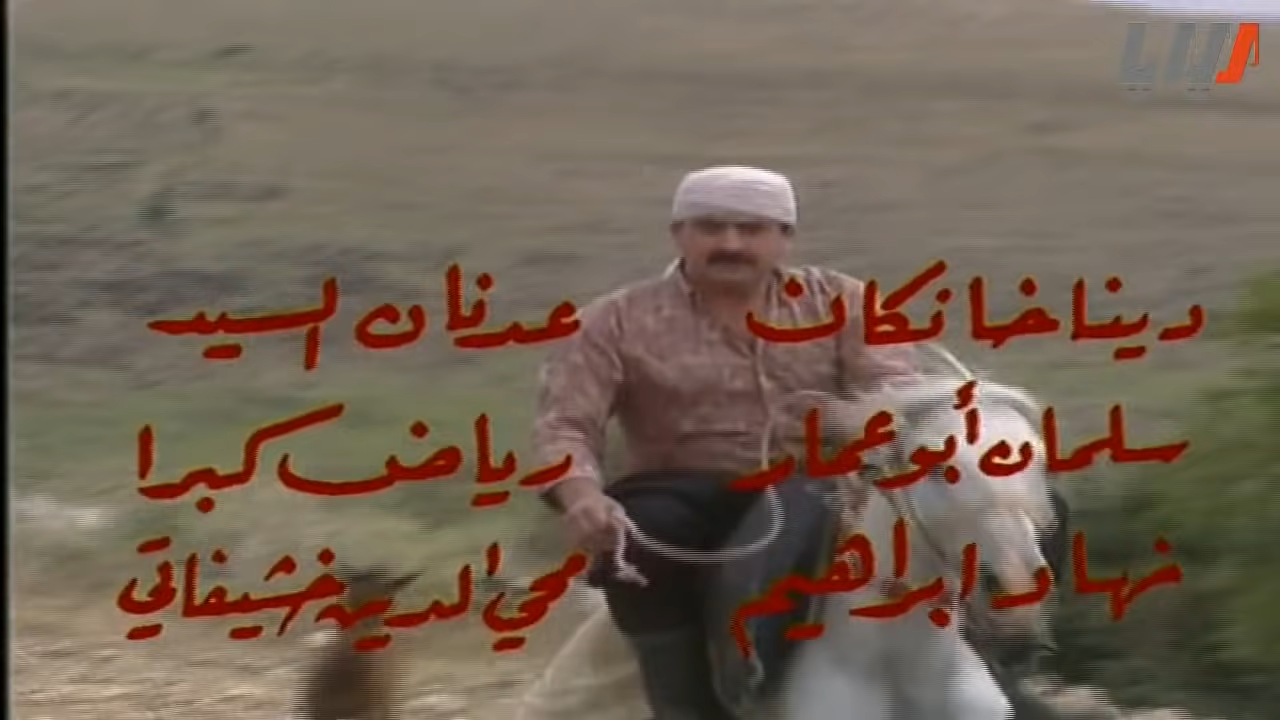 دينا خانكان عدنان السيد
سلمان أبو عمار رياض كبرا
نهاد ابراهيم محي الدين خشيفاتي